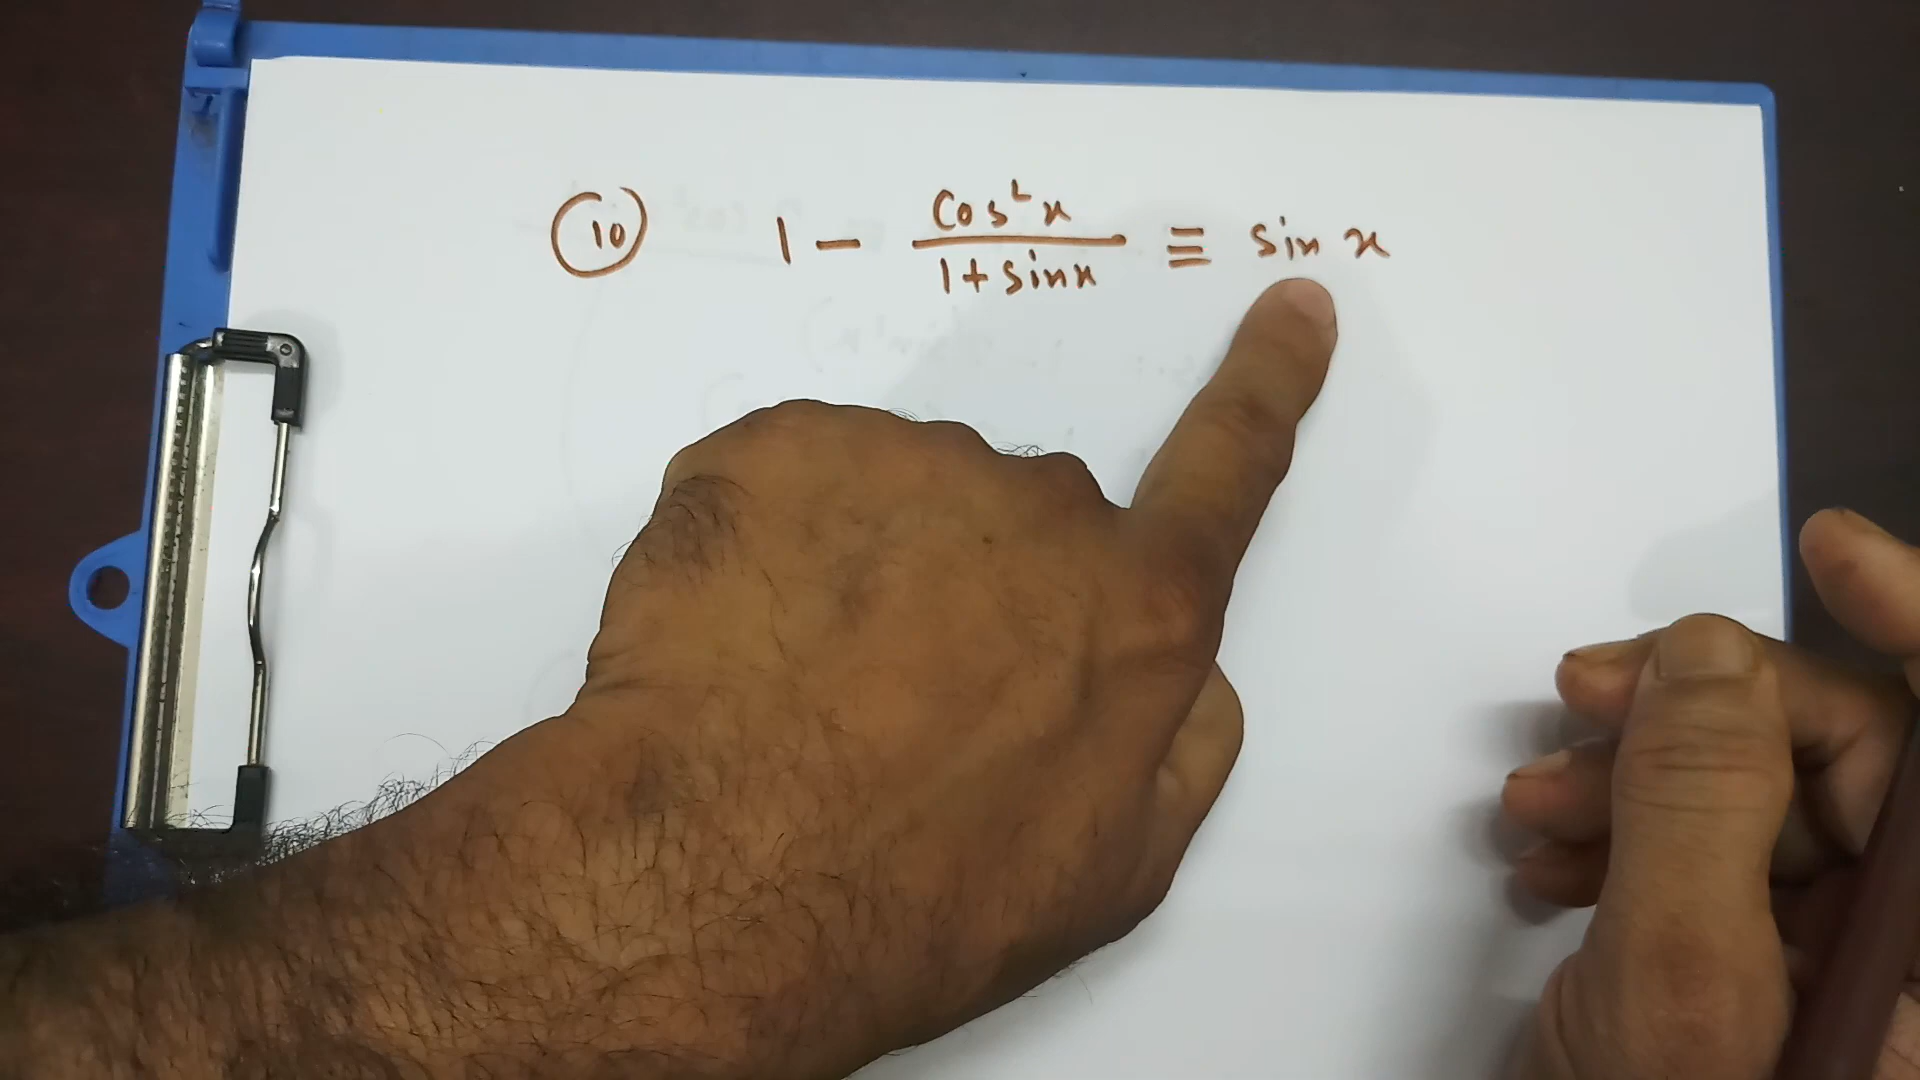 10 1 - Cos²x / 1 + sinx ≡ sin x